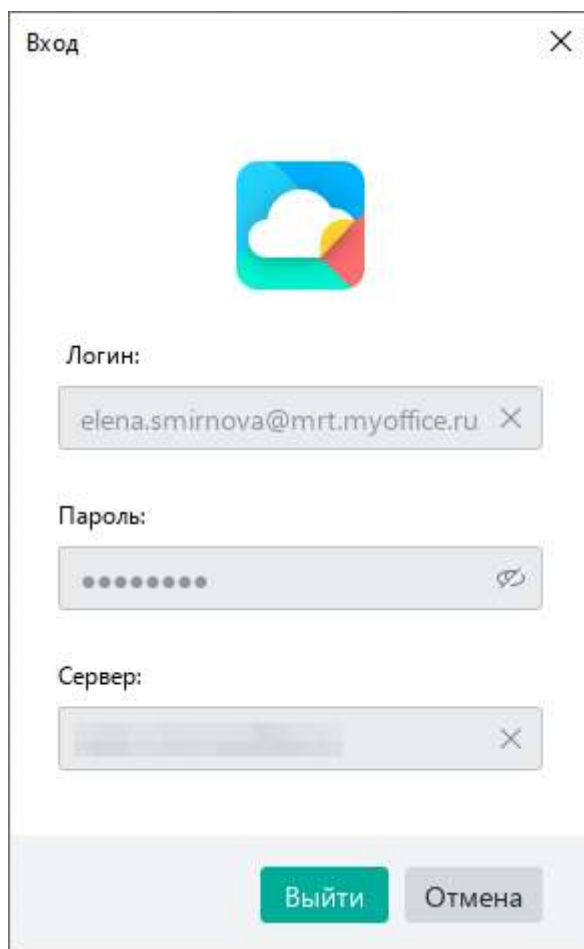 Вход
Логин:
elena.smirnova@mrt.myoffice.ru
Пароль:
●●●●●●●●
Сервер:
Выйти
Отмена